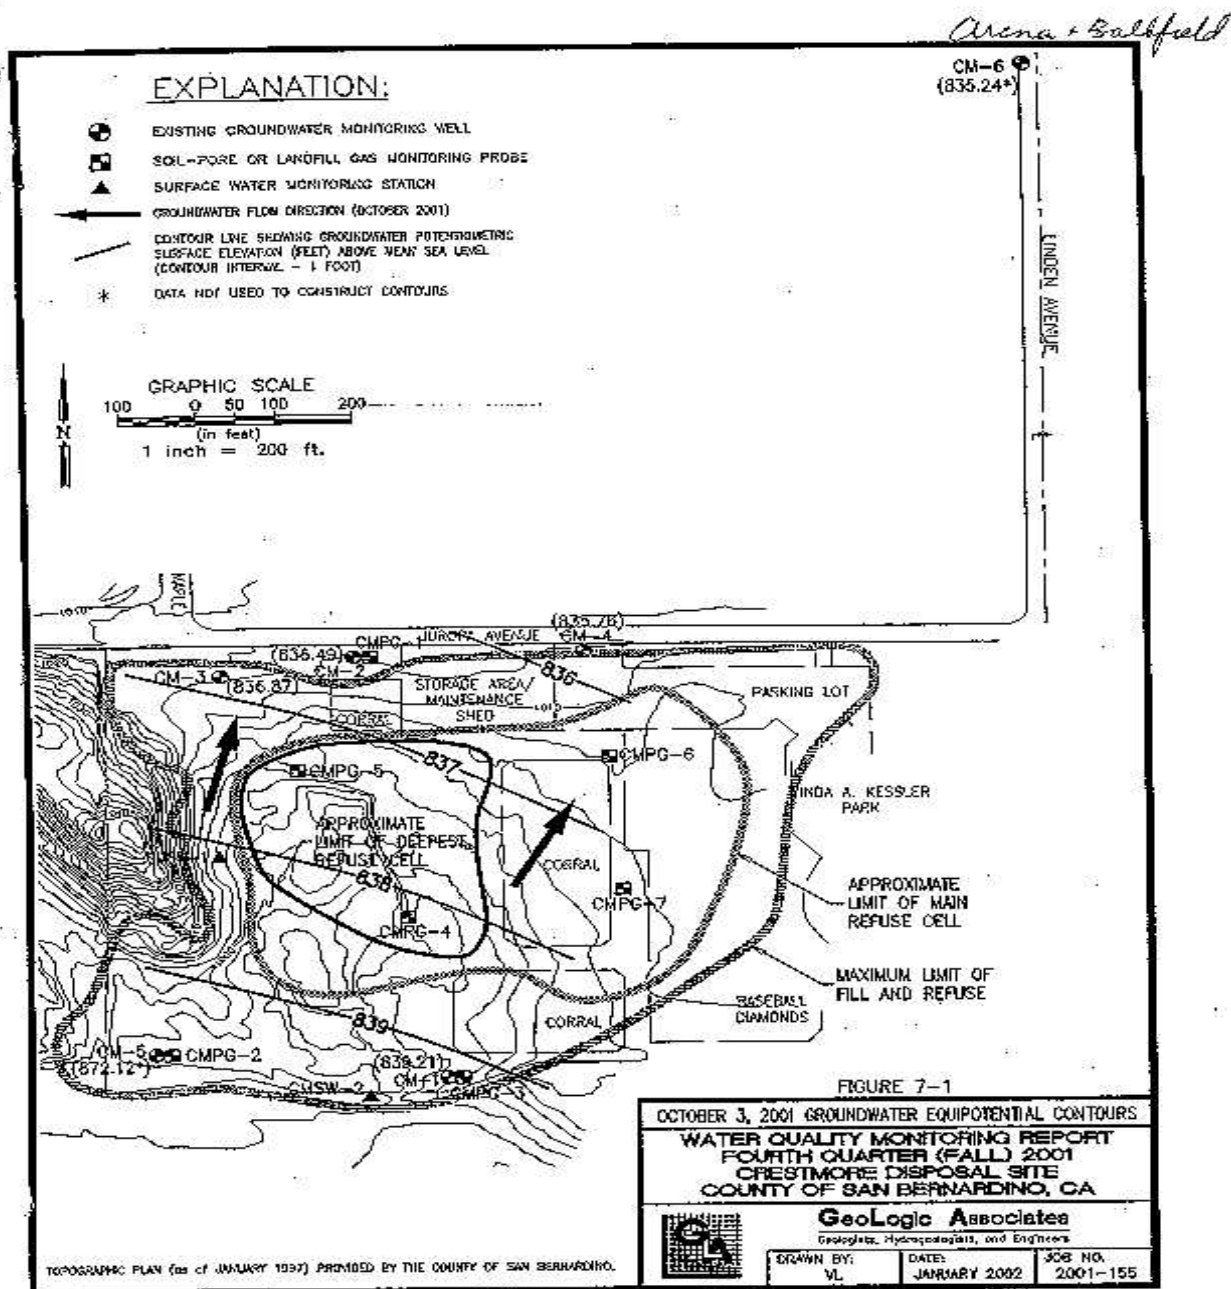 Arena + Ballfield
CM-6
(835.24*)
EXPLANATION:
EXISTING GROUNDWATER MONITORING WELL
SOIL-PORE OR LANDFILL GAS MONITORING PROBE
SURFACE WATER MONITORING STATION
GROUNDWATER FLOW DIRECTION (OCTOBER 2001)
CONTOUR LINE SHOWING GROUNDWATER POTENTIOMETRIC
SURFACE ELEVATION (FEET) ABOVE MEAN SEA LEVEL
(CONTOUR INTERVAL - 1 FOOT)
* DATA NOT USED TO CONSTRUCT CONTOURS
LINDEN AVENUE
GRAPHIC SCALE
100 0 50 100 200
(in feet)
1 inch = 200 ft.
N
MAPLE
(835.76)
CMPG-1 JURUPA AVENUE CM-4
(836.49)
CM-2
CM-3
(836.87)
836
STORAGE AREA/
MAINTENANCE
SHED
PARKING LOT
CORRAL
837
CMPG-6
CMPG-5
LINDA A. KESSLER
PARK
APPROXIMATE
LIMIT OF DEEPEST
REFUSE CELL
838
CORRAL
CMPG-7
CMPG-4
APPROXIMATE
LIMIT OF MAIN
REFUSE CELL
MAXIMUM LIMIT OF
FILL AND REFUSE
BASEBALL
DIAMONDS
CORRAL
839
CM-5
(872.12*)
CMPG-2
(839.21)
CM-1
CMPG-3
CMSW-2
FIGURE 7-1
OCTOBER 3, 2001 GROUNDWATER EQUIPOTENTIAL CONTOURS
WATER QUALITY MONITORING REPORT
FOURTH QUARTER (FALL) 2001
CRESTMORE DISPOSAL SITE
COUNTY OF SAN BERNARDINO, CA
GLA
GeoLogic Associates
Geologists, Hydrogeologists, and Engineers
DRAWN BY:
VL
DATE:
JANUARY 2002
JOB NO.
2001-155
TOPOGRAPHIC PLAN (as of JANUARY 1997) PROVIDED BY THE COUNTY OF SAN BERNARDINO.